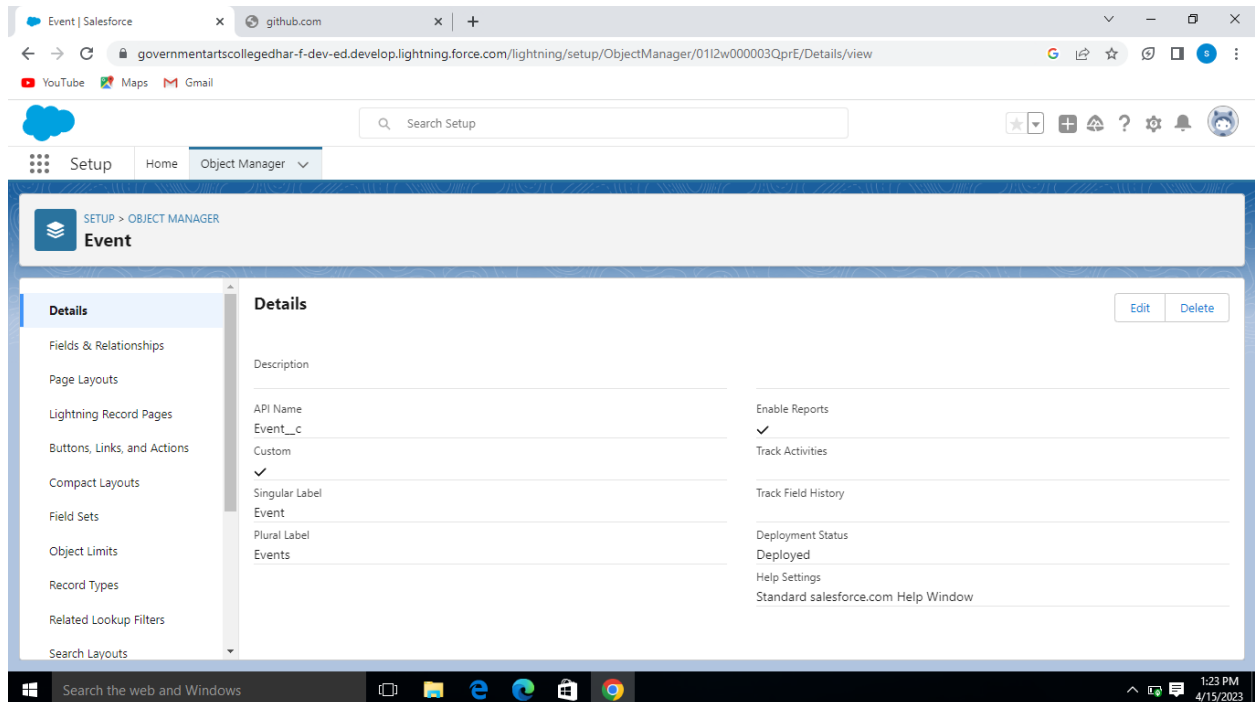 Event | Salesforce
github.com
governmentartscollegedhar-f-dev-ed.develop.lightning.force.com/lightning/setup/ObjectManager/01I2w000003QprE/Details/view
YouTube Maps Gmail
Search Setup
Setup Home Object Manager
SETUP > OBJECT MANAGER
Event
Details
Fields & Relationships
Page Layouts
Lightning Record Pages
Buttons, Links, and Actions
Compact Layouts
Field Sets
Object Limits
Record Types
Related Lookup Filters
Search Layouts
Details
Edit Delete
Description
API Name
Event__c
Custom
Singular Label
Event
Plural Label
Events
Enable Reports
Track Activities
Track Field History
Deployment Status
Deployed
Help Settings
Standard salesforce.com Help Window
Search the web and Windows
1:23 PM
4/15/2023